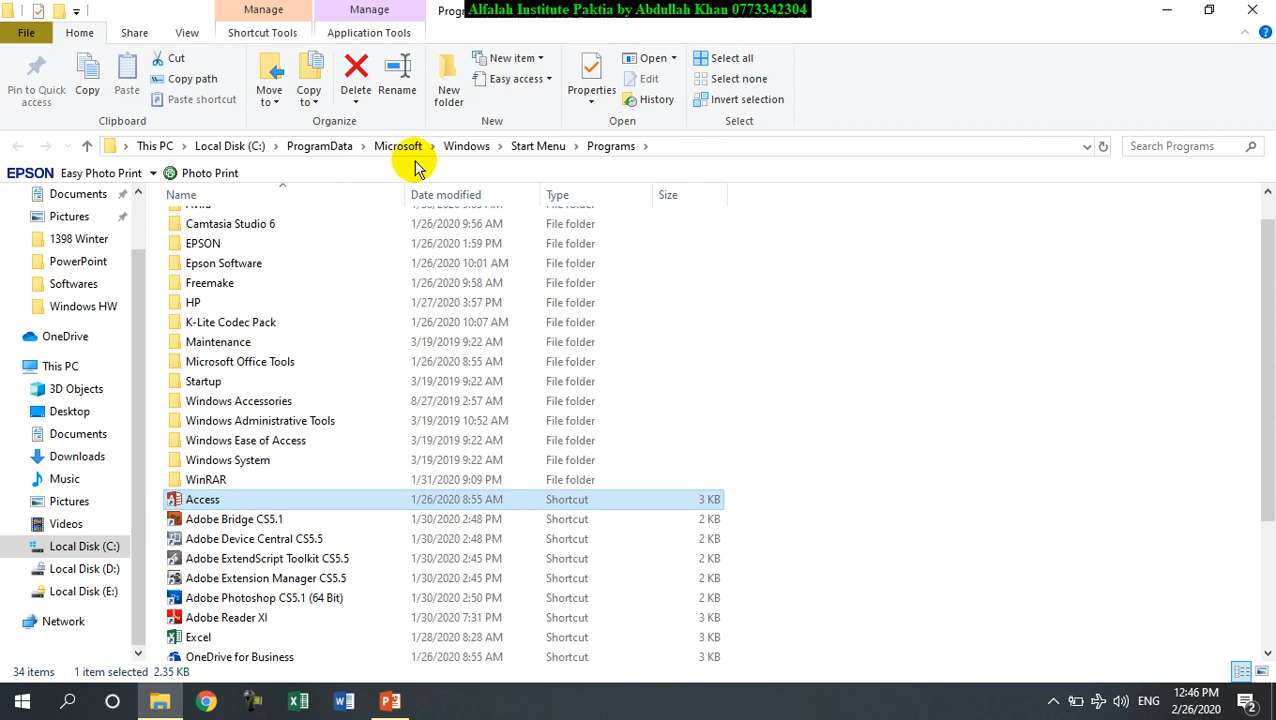 Manage
Manage
Alfalah Institute Paktia by Abdullah Khan 0773342304
File
Home
Share
View
Shortcut Tools
Application Tools
Pin to Quick access
Copy
Paste
Cut
Copy path
Paste shortcut
Clipboard
Move to
Copy to
Delete
Rename
Organize
New folder
New item
Easy access
New
Properties
Open
Edit
History
Open
Select all
Select none
Invert selection
Select
This PC > Local Disk (C:) > ProgramData > Microsoft > Windows > Start Menu > Programs >
Search Programs
EPSON Easy Photo Print Photo Print
Name Date modified Type Size
Documents
Pictures
1398 Winter
PowerPoint
Softwares
Windows HW
OneDrive
This PC
3D Objects
Desktop
Documents
Downloads
Music
Pictures
Videos
Local Disk (C:)
Local Disk (D:)
Local Disk (E:)
Network
Camtasia Studio 6 1/26/2020 9:56 AM File folder
EPSON 1/26/2020 1:59 PM File folder
Epson Software 1/26/2020 10:01 AM File folder
Freemake 1/26/2020 9:58 AM File folder
HP 1/27/2020 3:57 PM File folder
K-Lite Codec Pack 1/26/2020 10:07 AM File folder
Maintenance 3/19/2019 9:22 AM File folder
Microsoft Office Tools 1/26/2020 8:55 AM File folder
Startup 3/19/2019 9:22 AM File folder
Windows Accessories 8/27/2019 2:57 AM File folder
Windows Administrative Tools 3/19/2019 10:52 AM File folder
Windows Ease of Access 3/19/2019 9:22 AM File folder
Windows System 3/19/2019 9:22 AM File folder
WinRAR 1/31/2020 9:09 PM File folder
Access 1/26/2020 8:55 AM Shortcut 3 KB
Adobe Bridge CS5.1 1/30/2020 2:48 PM Shortcut 2 KB
Adobe Device Central CS5.5 1/30/2020 2:48 PM Shortcut 2 KB
Adobe ExtendScript Toolkit CS5.5 1/30/2020 2:45 PM Shortcut 2 KB
Adobe Extension Manager CS5.5 1/30/2020 2:45 PM Shortcut 2 KB
Adobe Photoshop CS5.1 (64 Bit) 1/30/2020 2:50 PM Shortcut 2 KB
Adobe Reader XI 1/30/2020 7:31 PM Shortcut 3 KB
Excel 1/28/2020 8:28 AM Shortcut 3 KB
OneDrive for Business 1/26/2020 8:55 AM Shortcut 3 KB
34 items 1 item selected 2.35 KB
ENG
12:46 PM
2/26/2020
2